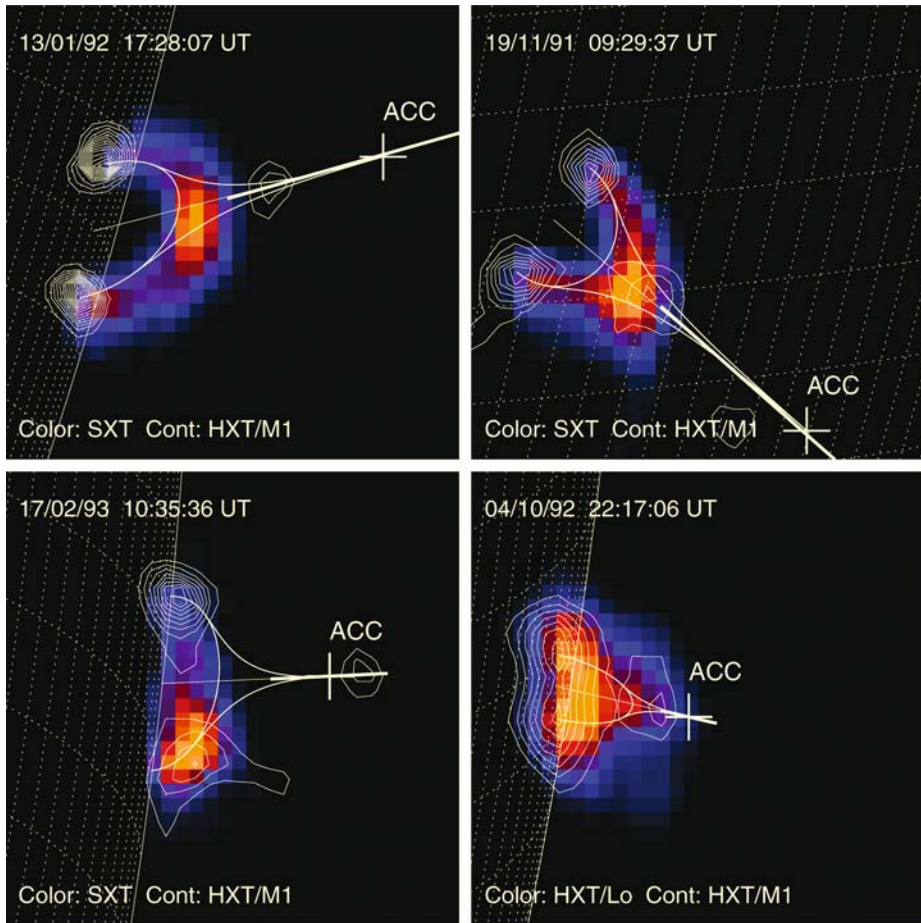 13/01/92 17:28:07 UT
ACC
Color: SXT Cont: HXT/M1
19/11/91 09:29:37 UT
ACC
Color: SXT Cont: HXT/M1
17/02/93 10:35:36 UT
ACC
Color: SXT Cont: HXT/M1
04/10/92 22:17:06 UT
ACC
Color: HXT/Lo Cont: HXT/M1